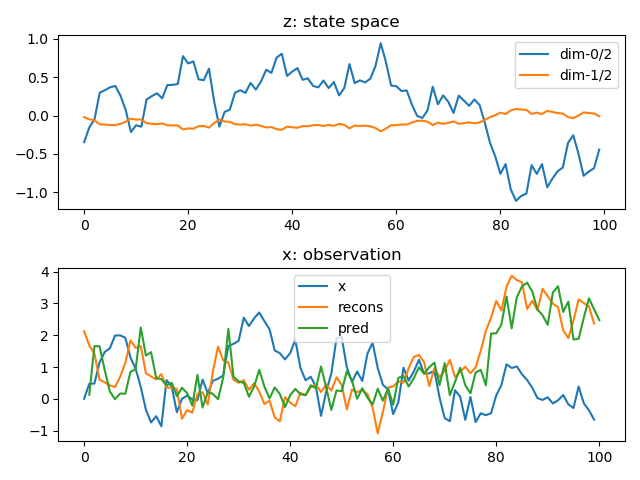 z: state space
1.0
0.5
0.0
−0.5
−1.0
dim-0/2
dim-1/2
0 20 40 60 80 100
x: observation
4
3
2
1
0
−1
x
recons
pred
0 20 40 60 80 100